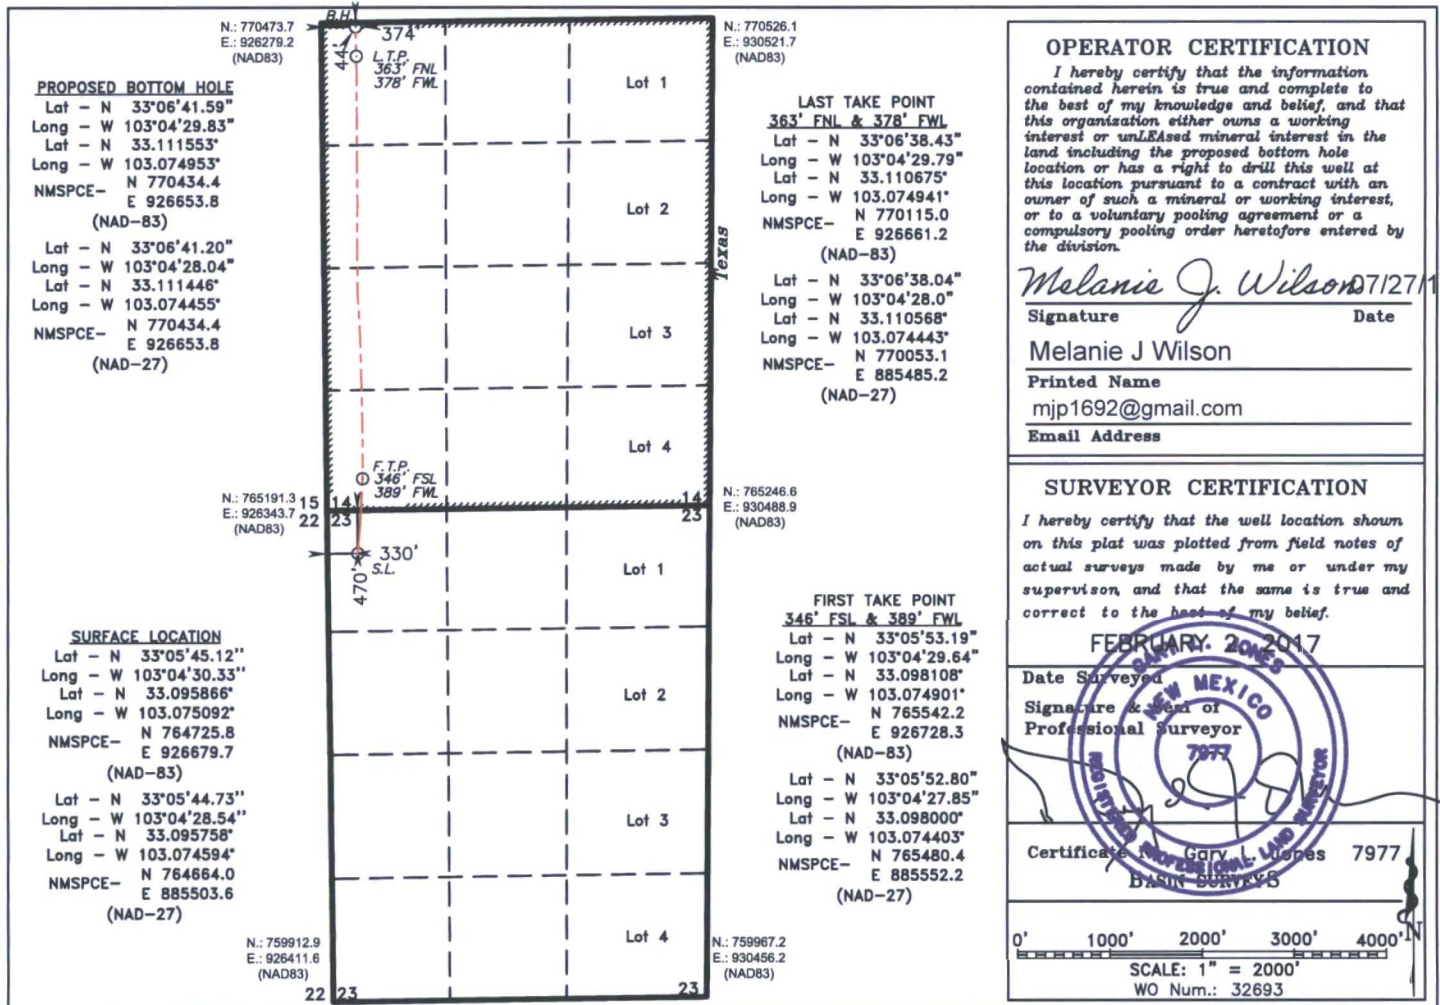 PROPOSED BOTTOM HOLE
Lat - N 33°06'41.59"
Long - W 103°04'29.83"
Lat - N 33.111553°
Long - W 103.074953°
NMSPCE- N 770434.4
E 926653.8
(NAD-83)
Lat - N 33°06'41.20"
Long - W 103°04'28.04"
Lat - N 33.111446°
Long - W 103.074455°
NMSPCE- N 770434.4
E 926653.8
(NAD-27)
SURFACE LOCATION
Lat - N 33°05'45.12''
Long - W 103°04'30.33''
Lat - N 33.095866°
Long - W 103.075092°
NMSPCE- N 764725.8
E 926679.7
(NAD-83)
Lat - N 33°05'44.73''
Long - W 103°04'28.54''
Lat - N 33.095758°
Long - W 103.074594°
NMSPCE- N 764664.0
E 885503.6
(NAD-27)
N.: 770473.7
E.: 926279.2
(NAD83)
B.H.
374'
44'
L.T.P.
363' FNL
378' FWL
Lot 1
Lot 2
Lot 3
Lot 4
Texas
N.: 770526.1
E.: 930521.7
(NAD83)
F.T.P.
346' FSL
389' FWL
N.: 765191.3
E.: 926343.7
(NAD83)
15 14
22 23
14
23
N.: 765246.6
E.: 930488.9
(NAD83)
330'
S.L.
470'
Lot 1
Lot 2
Lot 3
Lot 4
N.: 759912.9
E.: 926411.6
(NAD83)
22 23
23
N.: 759967.2
E.: 930456.2
(NAD83)
LAST TAKE POINT
363' FNL & 378' FWL
Lat - N 33°06'38.43"
Long - W 103°04'29.79"
Lat - N 33.110675°
Long - W 103.074941°
NMSPCE- N 770115.0
E 926661.2
(NAD-83)
Lat - N 33°06'38.04"
Long - W 103°04'28.0"
Lat - N 33.110568°
Long - W 103.074443°
NMSPCE- N 770053.1
E 885485.2
(NAD-27)
FIRST TAKE POINT
346' FSL & 389' FWL
Lat - N 33°05'53.19"
Long - W 103°04'29.64"
Lat - N 33.098108°
Long - W 103.074901°
NMSPCE- N 765542.2
E 926728.3
(NAD-83)
Lat - N 33°05'52.80"
Long - W 103°04'27.85"
Lat - N 33.098000°
Long - W 103.074403°
NMSPCE- N 765480.4
E 885552.2
(NAD-27)
OPERATOR CERTIFICATION
I hereby certify that the information
contained herein is true and complete to
the best of my knowledge and belief, and that
this organization either owns a working
interest or unLEAsed mineral interest in the
land including the proposed bottom hole
location or has a right to drill this well at
this location pursuant to a contract with an
owner of such a mineral or working interest,
or to a voluntary pooling agreement or a
compulsory pooling order heretofore entered by
the division.
Melanie J. Wilson 07/27/1
Signature Date
Melanie J Wilson
Printed Name
mjp1692@gmail.com
Email Address
SURVEYOR CERTIFICATION
I hereby certify that the well location shown
on this plat was plotted from field notes of
actual surveys made by me or under my
supervison, and that the same is true and
correct to the best of my belief.
FEBRUARY 2, 2017
Date Surveyed
Signature & Seal of
Professional Surveyor
GARY L. JONES
NEW MEXICO
7977
REGISTERED PROFESSIONAL LAND SURVEYOR
Certificate Gary L. Jones 7977
BASIN SURVEYS
0' 1000' 2000' 3000' 4000' N
SCALE: 1" = 2000'
WO Num.: 32693